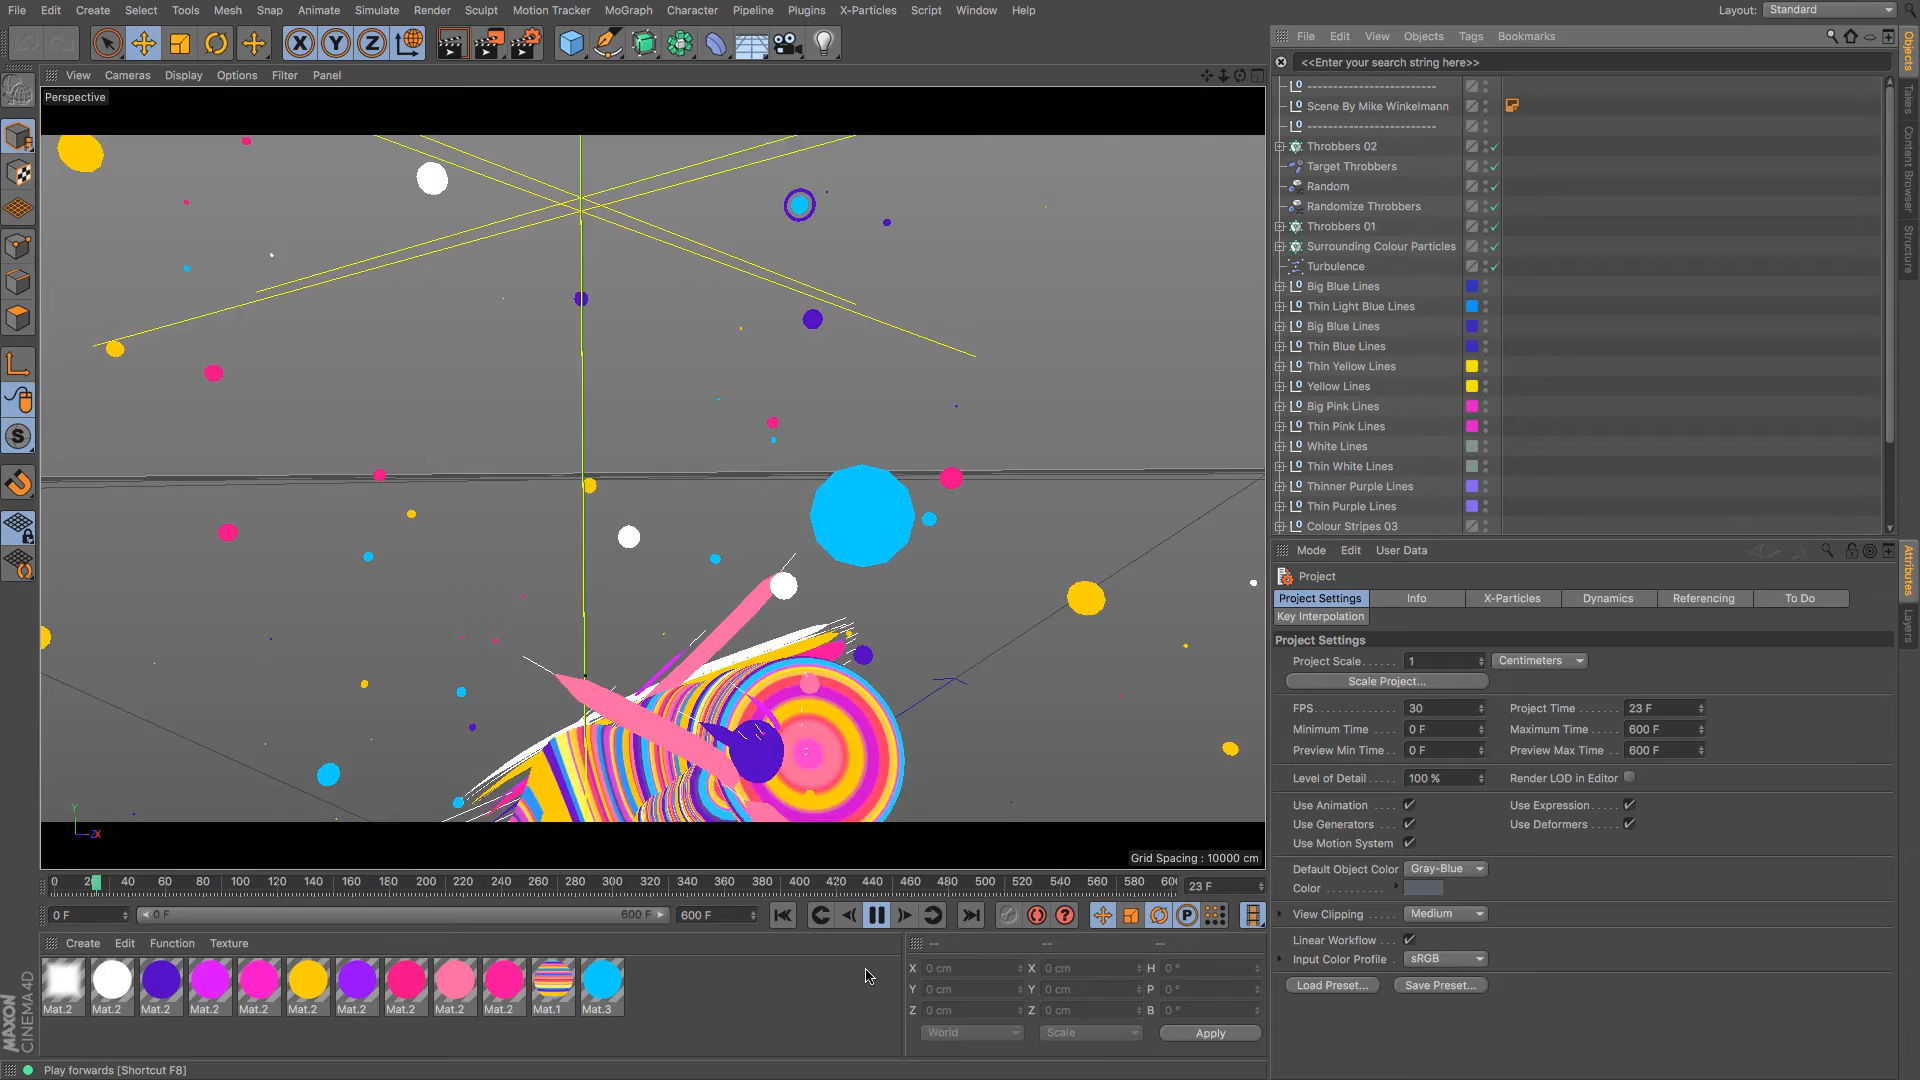 File Edit Create Select Tools Mesh Snap Animate Simulate Render Sculpt Motion Tracker MoGraph Character Pipeline Plugins X-Particles Script Window Help
Layout: Standard
X Y Z
View Cameras Display Options Filter Panel
Perspective
Grid Spacing : 10000 cm
Y
ZX
S
0 2 40 60 80 100 120 140 160 180 200 220 240 260 280 300 320 340 360 380 400 420 440 460 480 500 520 540 560 580 600
23 F
0 F
0 F
600 F
600 F
Create Edit Function Texture
Mat.2 Mat.2 Mat.2 Mat.2 Mat.2 Mat.2 Mat.2 Mat.2 Mat.2 Mat.2 Mat.1 Mat.3
-- -- --
X 0 cm X 0 cm H 0 °
Y 0 cm Y 0 cm P 0 °
Z 0 cm Z 0 cm B 0 °
World Scale Apply
MAXON
CINEMA 4D
Play forwards [Shortcut F8]
File Edit View Objects Tags Bookmarks
<<Enter your search string here>>
--------------------------
Scene By Mike Winkelmann
--------------------------
Throbbers 02
Target Throbbers
Random
Randomize Throbbers
Throbbers 01
Surrounding Colour Particles
Turbulence
Big Blue Lines
Thin Light Blue Lines
Big Blue Lines
Thin Blue Lines
Thin Yellow Lines
Yellow Lines
Big Pink Lines
Thin Pink Lines
White Lines
Thin White Lines
Thinner Purple Lines
Thin Purple Lines
Colour Stripes 03
Objects
Takes
Content Browser
Structure
Mode Edit User Data
Project
Project Settings Info X-Particles Dynamics Referencing To Do
Key Interpolation
Project Settings
Project Scale . . . . . . 1 Centimeters
Scale Project...
FPS . . . . . . . . . . . . . 30 Project Time . . . . . . . 23 F
Minimum Time . . . . 0 F Maximum Time . . . . 600 F
Preview Min Time . . 0 F Preview Max Time . . 600 F
Level of Detail . . . . . 100 % Render LOD in Editor
Use Animation . . . . Use Expression . . . .
Use Generators . . . Use Deformers . . . . .
Use Motion System
Default Object Color Gray-Blue
Color . . . . . . . . .
View Clipping . . . . . Medium
Linear Workflow . .
Input Color Profile . sRGB
Load Preset... Save Preset...
Attributes
Layers